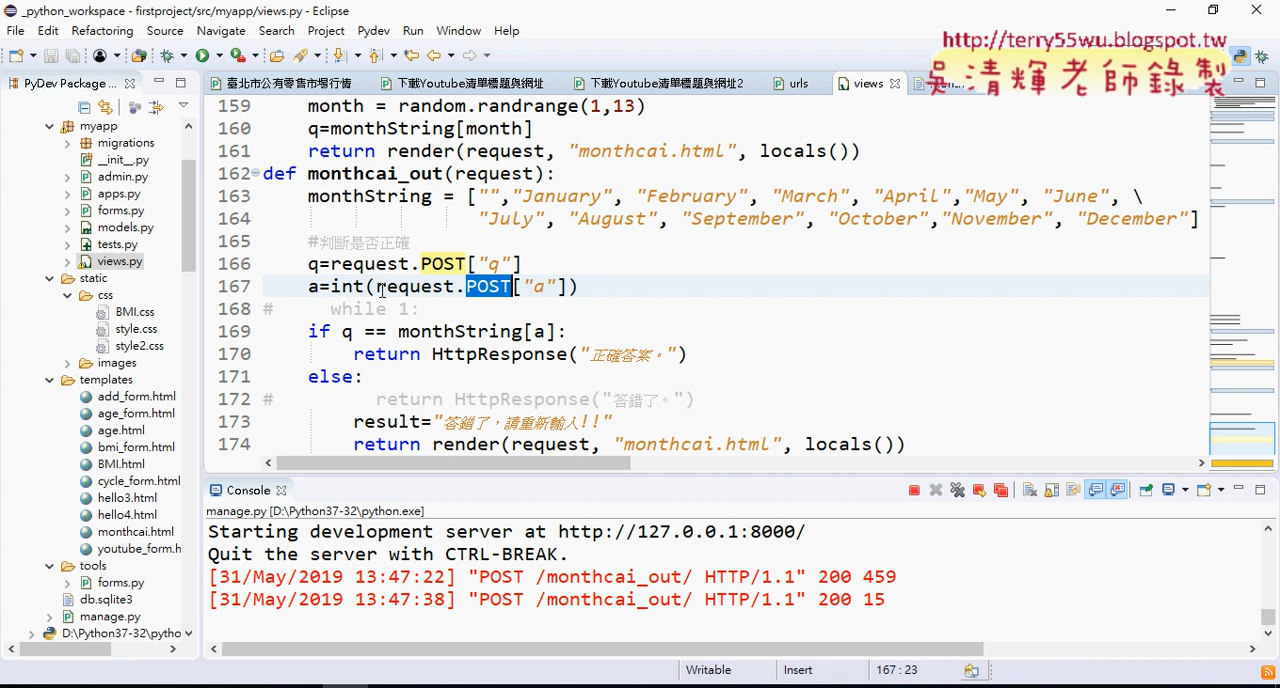 _python_workspace - firstproject/src/myapp/views.py - Eclipse
File Edit Refactoring Source Navigate Search Project Pydev Run Window Help
http://terry55wu.blogspot.tw
吳清輝老師錄製
PyDev Package...
臺北市公有零售市場行情 下載Youtube清單標題與網址 下載Youtube清單標題與網址2 urls views
myapp
migrations
__init__.py
admin.py
apps.py
forms.py
models.py
tests.py
views.py
static
css
BMI.css
style.css
style2.css
images
templates
add_form.html
age_form.html
age.html
bmi_form.html
BMI.html
cycle_form.html
hello3.html
hello4.html
monthcai.html
youtube_form.h
tools
forms.py
db.sqlite3
manage.py
D:\Python37-32\pytho
159 month = random.randrange(1,13)
160 q=monthString[month]
161 return render(request, "monthcai.html", locals())
162 def monthcai_out(request):
163 monthString = ["","January", "February", "March", "April","May", "June", \
164 "July", "August", "September", "October","November", "December"]
165 #判斷是否正確
166 q=request.POST["q"]
167 a=int(request.POST["a"])
168 # while 1:
169 if q == monthString[a]:
170 return HttpResponse("正確答案。")
171 else:
172 # return HttpResponse("答錯了。")
173 result="答錯了，請重新輸入!!"
174 return render(request, "monthcai.html", locals())
Console
manage.py [D:\Python37-32\python.exe]
Starting development server at http://127.0.0.1:8000/
Quit the server with CTRL-BREAK.
[31/May/2019 13:47:22] "POST /monthcai_out/ HTTP/1.1" 200 459
[31/May/2019 13:47:38] "POST /monthcai_out/ HTTP/1.1" 200 15
Writable Insert 167 : 23